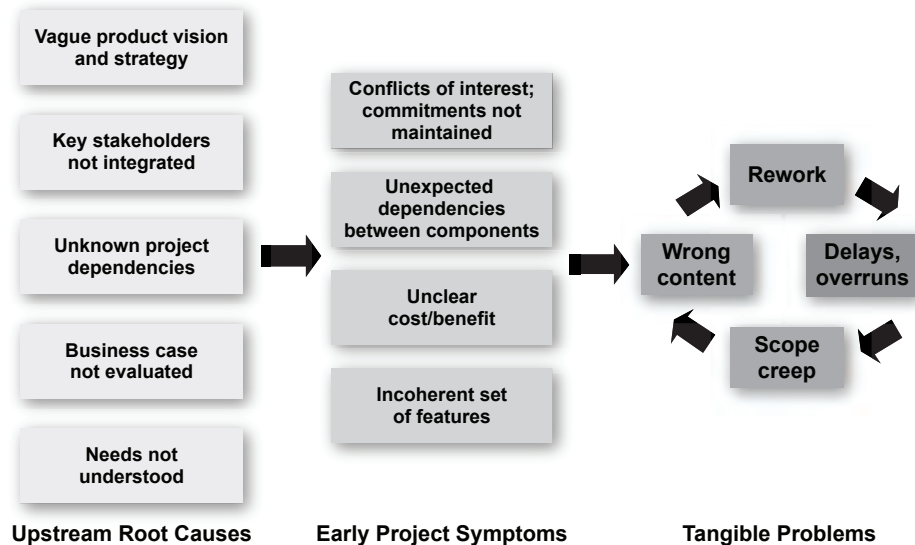 Vague product vision
and strategy
Key stakeholders
not integrated
Unknown project
dependencies
Business case
not evaluated
Needs not
understood
Upstream Root Causes
Conflicts of interest;
commitments not
maintained
Unexpected
dependencies
between components
Unclear
cost/benefit
Incoherent set
of features
Early Project Symptoms
Rework
Delays,
overruns
Scope
creep
Wrong
content
Tangible Problems